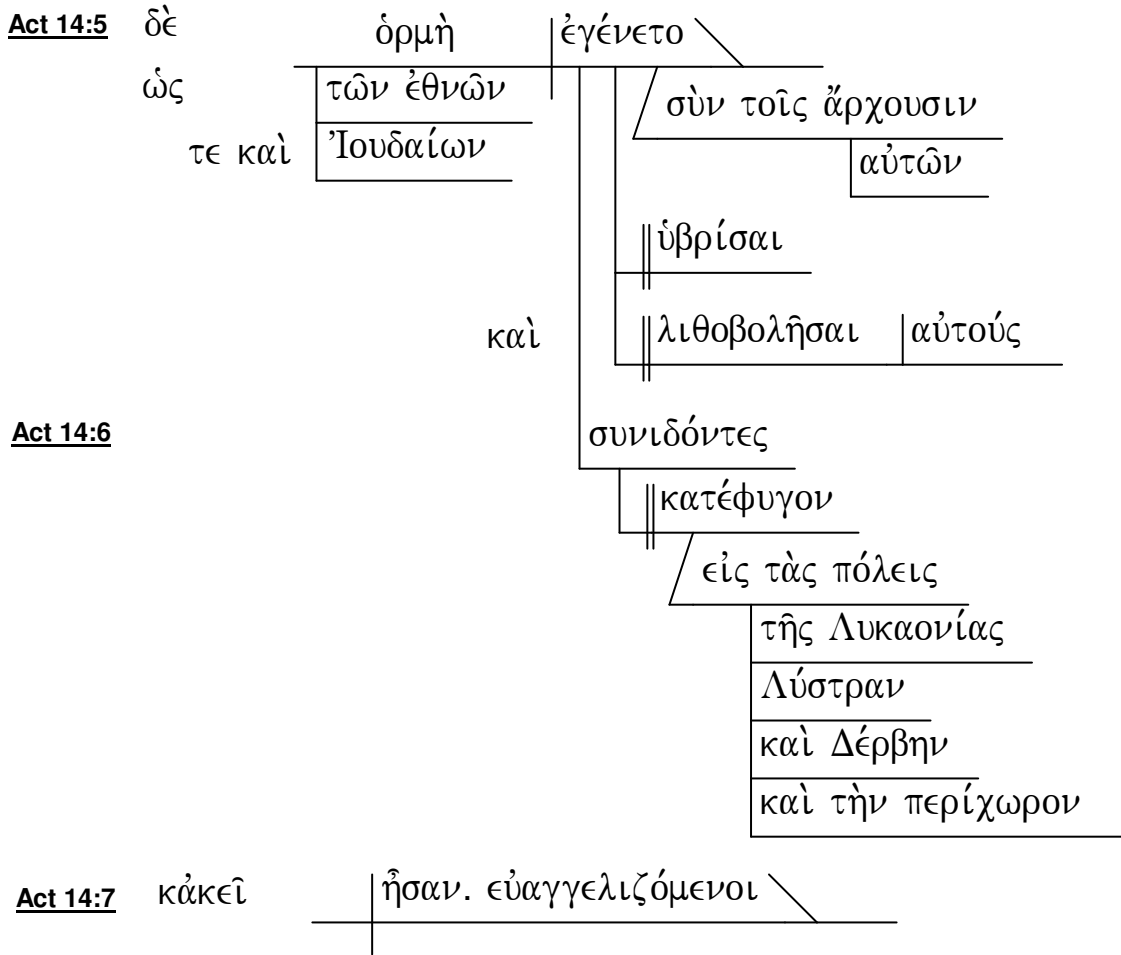 Act 14:5 δὲ ὁρμὴ ἐγένετο
ὡς τῶν ἐθνῶν σὺν τοῖς ἄρχουσιν
τε καὶ Ἰουδαίων αὐτῶν
ὑβρίσαι
καὶ λιθοβολῆσαι αὐτούς
Act 14:6 συνιδόντες
κατέφυγον
εἰς τὰς πόλεις
τῆς Λυκαονίας
Λύστραν
καὶ Δέρβην
καὶ τὴν περίχωρον
Act 14:7 κἀκεῖ ἦσαν. εὐαγγελιζόμενοι